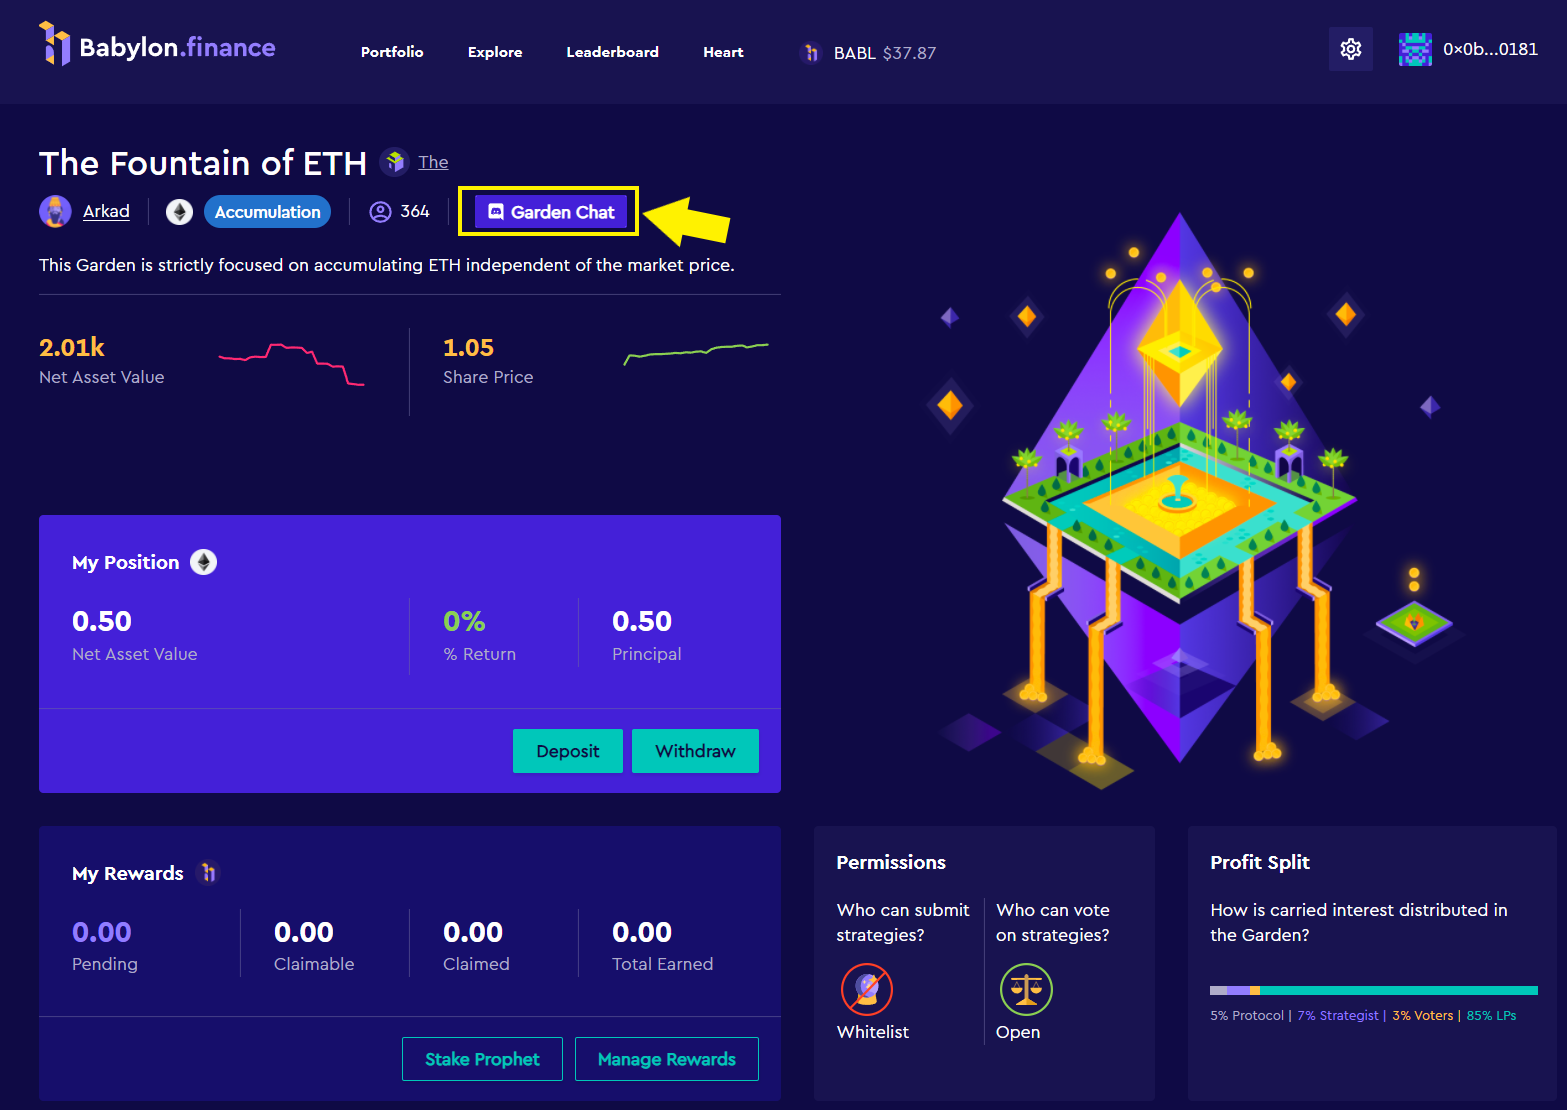 Babylon.finance
Portfolio Explore Leaderboard Heart BABL $37.87 0×0b...0181
The Fountain of ETH The
Arkad Accumulation 364 Garden Chat
This Garden is strictly focused on accumulating ETH independent of the market price.
2.01k 1.05
Net Asset Value Share Price
My Position
0.50 0% 0.50
Net Asset Value % Return Principal
Deposit Withdraw
My Rewards
0.00 0.00 0.00 0.00
Pending Claimable Claimed Total Earned
Stake Prophet Manage Rewards
Permissions
Who can submit
strategies?
Whitelist
Who can vote
on strategies?
Open
Profit Split
How is carried interest distributed in
the Garden?
5% Protocol | 7% Strategist | 3% Voters | 85% LPs